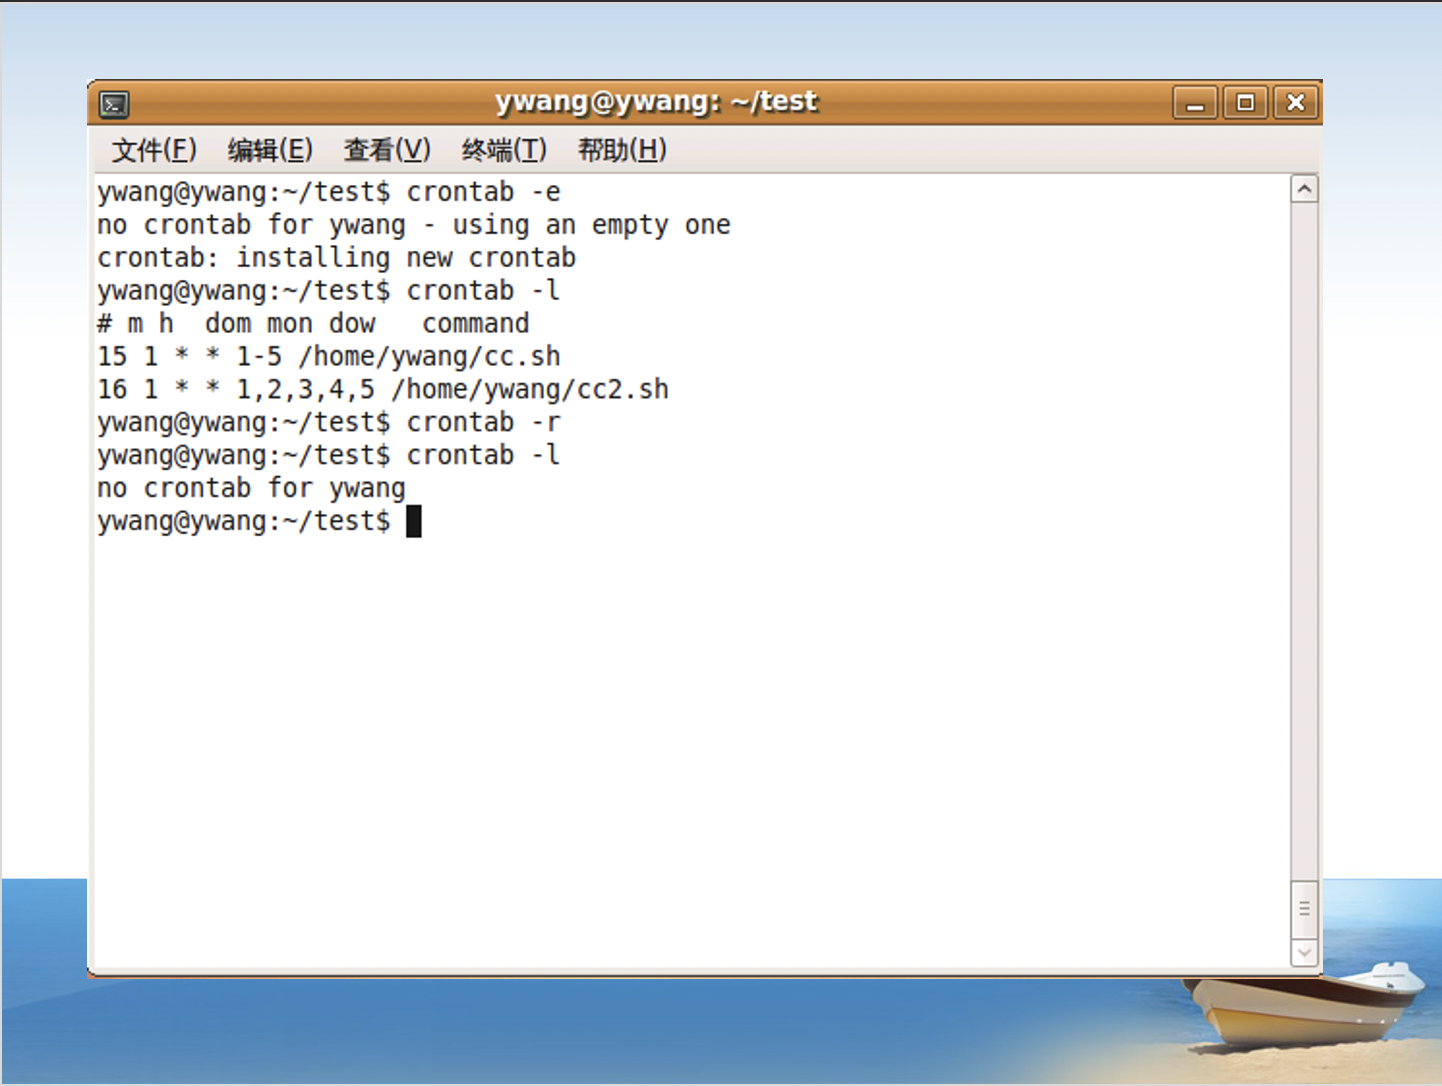 ywang@ywang: ~/test
文件(F) 编辑(E) 查看(V) 终端(T) 帮助(H)
ywang@ywang:~/test$ crontab -e
no crontab for ywang - using an empty one
crontab: installing new crontab
ywang@ywang:~/test$ crontab -l
# m h  dom mon dow   command
15 1 * * 1-5 /home/ywang/cc.sh
16 1 * * 1,2,3,4,5 /home/ywang/cc2.sh
ywang@ywang:~/test$ crontab -r
ywang@ywang:~/test$ crontab -l
no crontab for ywang
ywang@ywang:~/test$